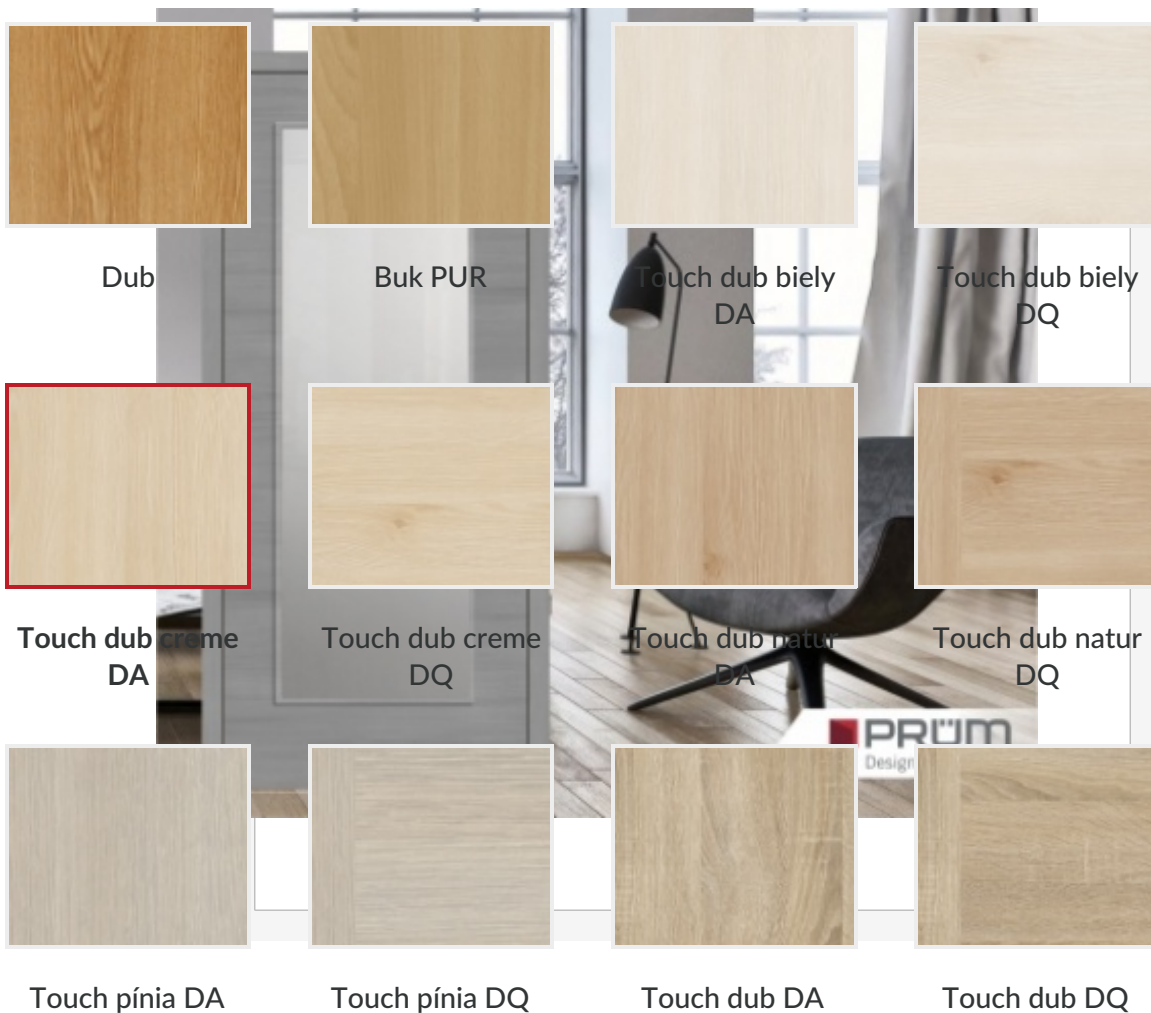 Dub
Buk PUR
Touch dub biely
DA
Touch dub biely
DQ
Touch dub creme
DA
Touch dub creme
DQ
Touch dub natur
DA
Touch dub natur
DQ
PRÜM
Design
Touch pínia DA
Touch pínia DQ
Touch dub DA
Touch dub DQ